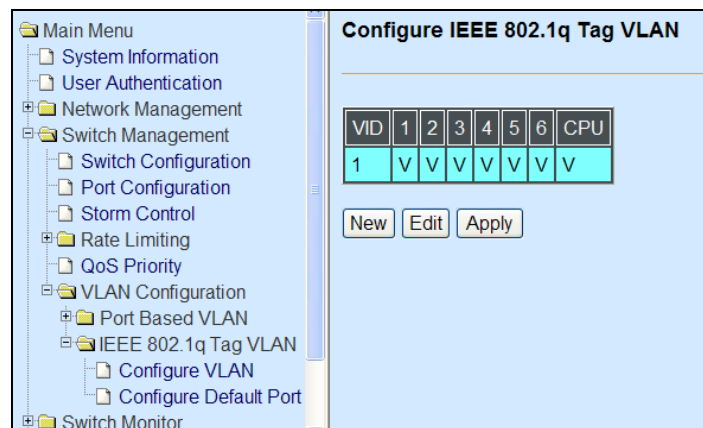 Main Menu
System Information
User Authentication
Network Management
Switch Management
Switch Configuration
Port Configuration
Storm Control
Rate Limiting
QoS Priority
VLAN Configuration
Port Based VLAN
IEEE 802.1q Tag VLAN
Configure VLAN
Configure Default Port
Switch Monitor
Configure IEEE 802.1q Tag VLAN
VID 1 2 3 4 5 6 CPU
1 V V V V V V V
New Edit Apply